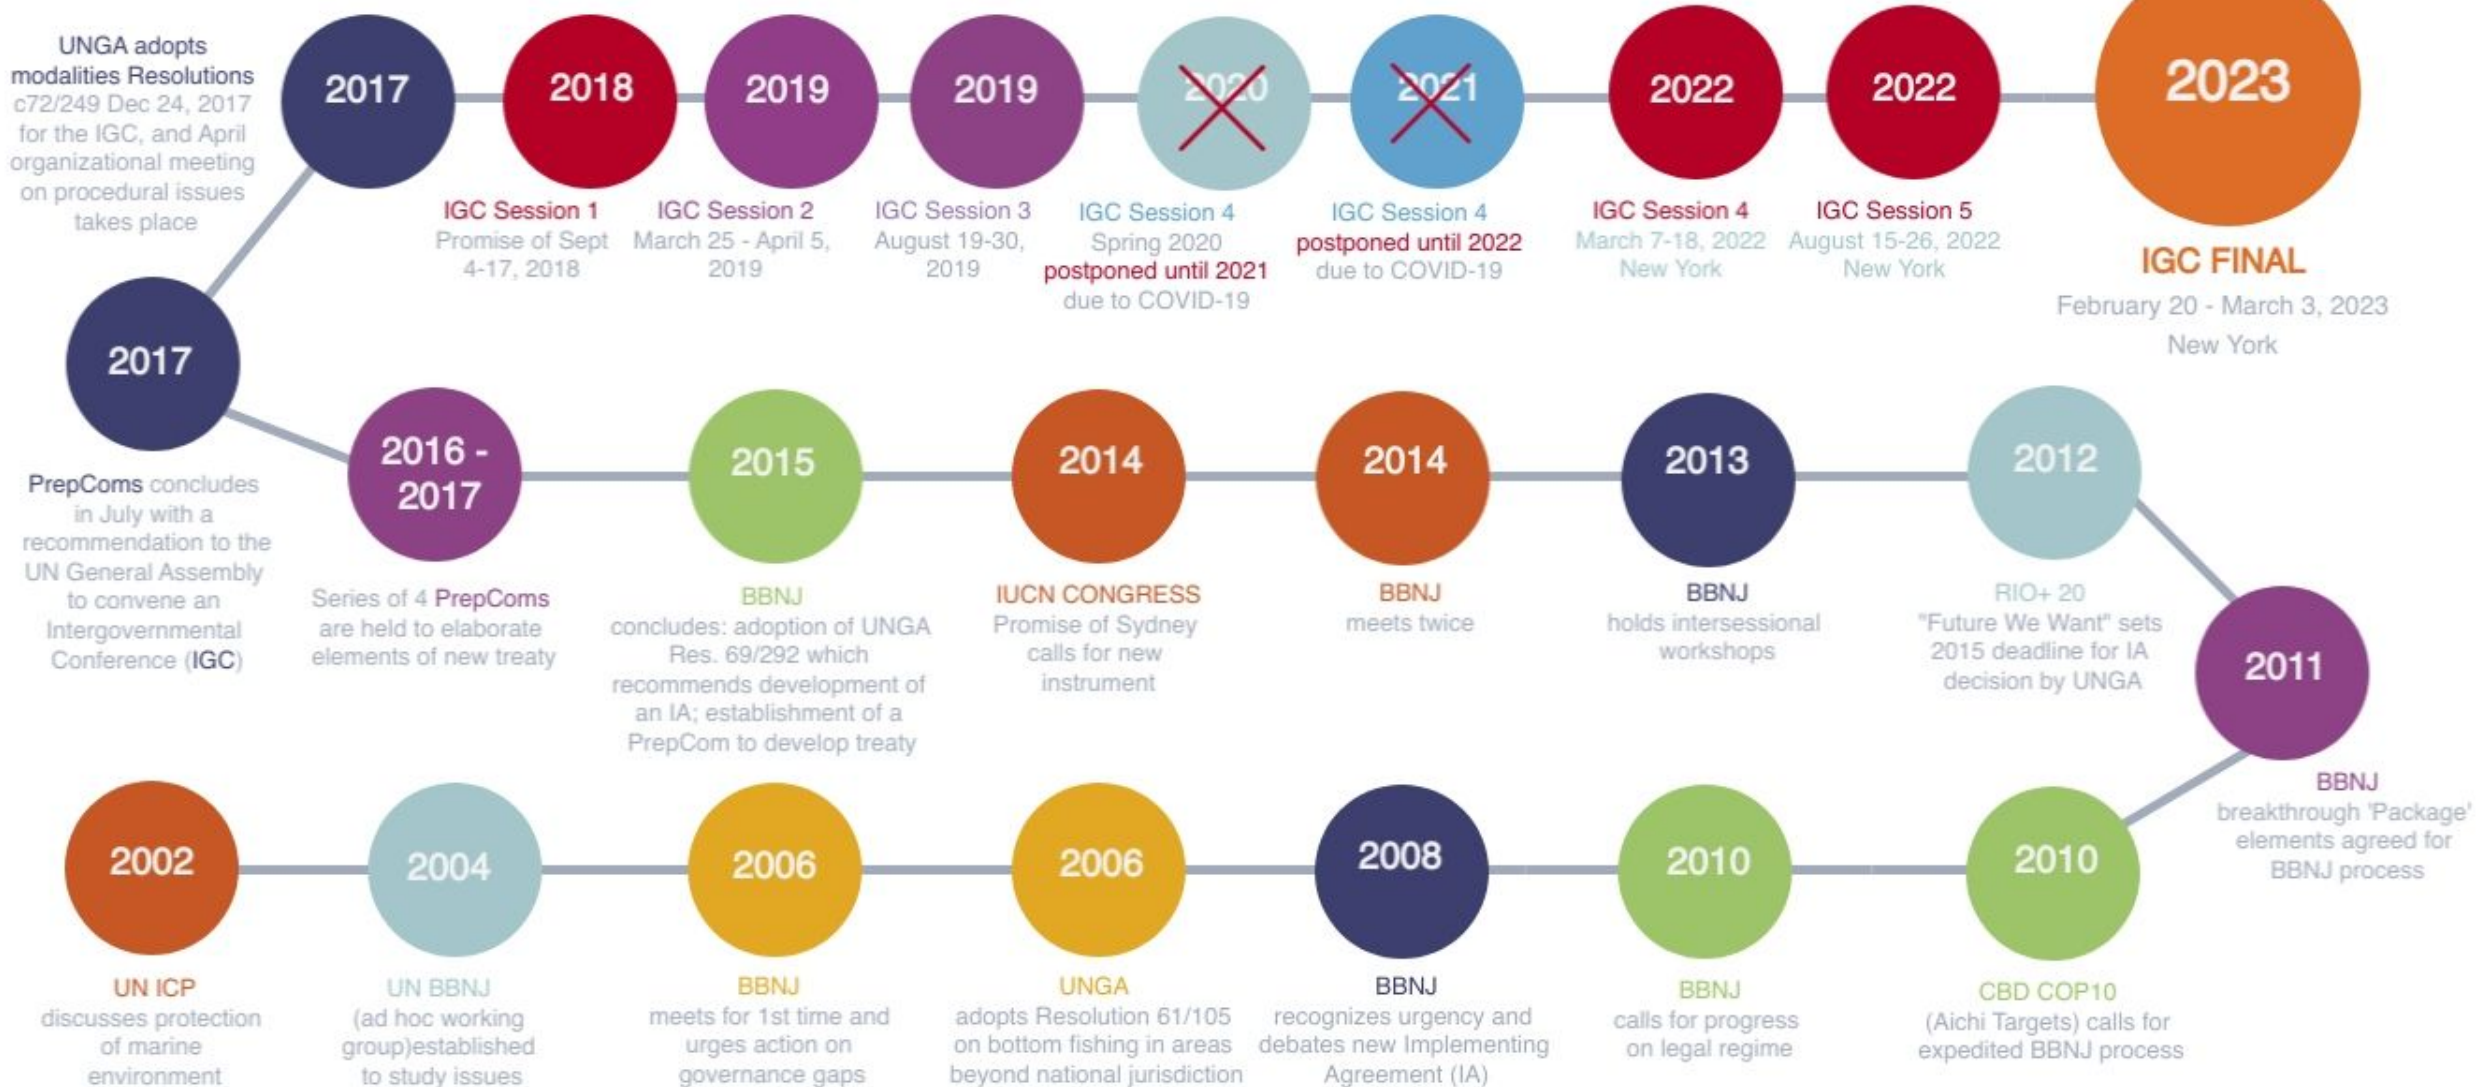 UNGA adopts
modalities Resolutions
c72/249 Dec 24, 2017
for the IGC, and April
organizational meeting
on procedural issues
takes place
2017
2018
IGC Session 1
Promise of Sept
4-17, 2018
2019
IGC Session 2
March 25 - April 5,
2019
2019
IGC Session 3
August 19-30,
2019
2020
IGC Session 4
Spring 2020
postponed until 2021
due to COVID-19
2021
IGC Session 4
postponed until 2022
due to COVID-19
2022
IGC Session 4
March 7-18, 2022
New York
2022
IGC Session 5
August 15-26, 2022
New York
2023
IGC FINAL
February 20 - March 3, 2023
New York
2017
PrepComs concludes
in July with a
recommendation to the
UN General Assembly
to convene an
Intergovernmental
Conference (IGC)
2016 -
2017
Series of 4 PrepComs
are held to elaborate
elements of new treaty
2015
BBNJ
concludes: adoption of UNGA
Res. 69/292 which
recommends development of
an IA; establishment of a
PrepCom to develop treaty
2014
IUCN CONGRESS
Promise of Sydney
calls for new
instrument
2014
BBNJ
meets twice
2013
BBNJ
holds intersessional
workshops
2012
RIO+ 20
"Future We Want" sets
2015 deadline for IA
decision by UNGA
2011
BBNJ
breakthrough 'Package'
elements agreed for
BBNJ process
2002
UN ICP
discusses protection
of marine
environment
2004
UN BBNJ
(ad hoc working
group)established
to study issues
2006
BBNJ
meets for 1st time and
urges action on
governance gaps
2006
UNGA
adopts Resolution 61/105
on bottom fishing in areas
beyond national jurisdiction
2008
BBNJ
recognizes urgency and
debates new Implementing
Agreement (IA)
2010
BBNJ
calls for progress
on legal regime
2010
CBD COP10
(Aichi Targets) calls for
expedited BBNJ process